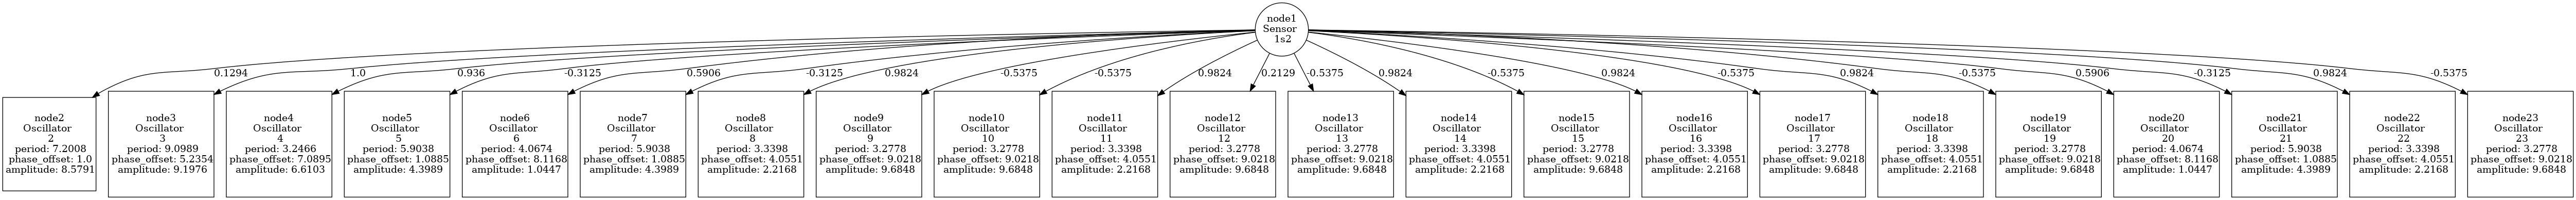 node1
Sensor
1s2
0.1294
1.0
0.936
-0.3125
0.5906
-0.3125
0.9824
-0.5375
-0.5375
0.9824
0.2129
-0.5375
0.9824
-0.5375
0.9824
-0.5375
0.9824
-0.5375
0.5906
-0.3125
0.9824
-0.5375
node2
Oscillator
2
period: 7.2008
phase_offset: 1.0
amplitude: 8.5791
node3
Oscillator
3
period: 9.0989
phase_offset: 5.2354
amplitude: 9.1976
node4
Oscillator
4
period: 3.2466
phase_offset: 7.0895
amplitude: 6.6103
node5
Oscillator
5
period: 5.9038
phase_offset: 1.0885
amplitude: 4.3989
node6
Oscillator
6
period: 4.0674
phase_offset: 8.1168
amplitude: 1.0447
node7
Oscillator
7
period: 5.9038
phase_offset: 1.0885
amplitude: 4.3989
node8
Oscillator
8
period: 3.3398
phase_offset: 4.0551
amplitude: 2.2168
node9
Oscillator
9
period: 3.2778
phase_offset: 9.0218
amplitude: 9.6848
node10
Oscillator
10
period: 3.2778
phase_offset: 9.0218
amplitude: 9.6848
node11
Oscillator
11
period: 3.3398
phase_offset: 4.0551
amplitude: 2.2168
node12
Oscillator
12
period: 3.2778
phase_offset: 9.0218
amplitude: 9.6848
node13
Oscillator
13
period: 3.2778
phase_offset: 9.0218
amplitude: 9.6848
node14
Oscillator
14
period: 3.3398
phase_offset: 4.0551
amplitude: 2.2168
node15
Oscillator
15
period: 3.2778
phase_offset: 9.0218
amplitude: 9.6848
node16
Oscillator
16
period: 3.3398
phase_offset: 4.0551
amplitude: 2.2168
node17
Oscillator
17
period: 3.2778
phase_offset: 9.0218
amplitude: 9.6848
node18
Oscillator
18
period: 3.3398
phase_offset: 4.0551
amplitude: 2.2168
node19
Oscillator
19
period: 3.2778
phase_offset: 9.0218
amplitude: 9.6848
node20
Oscillator
20
period: 4.0674
phase_offset: 8.1168
amplitude: 1.0447
node21
Oscillator
21
period: 5.9038
phase_offset: 1.0885
amplitude: 4.3989
node22
Oscillator
22
period: 3.3398
phase_offset: 4.0551
amplitude: 2.2168
node23
Oscillator
23
period: 3.2778
phase_offset: 9.0218
amplitude: 9.6848